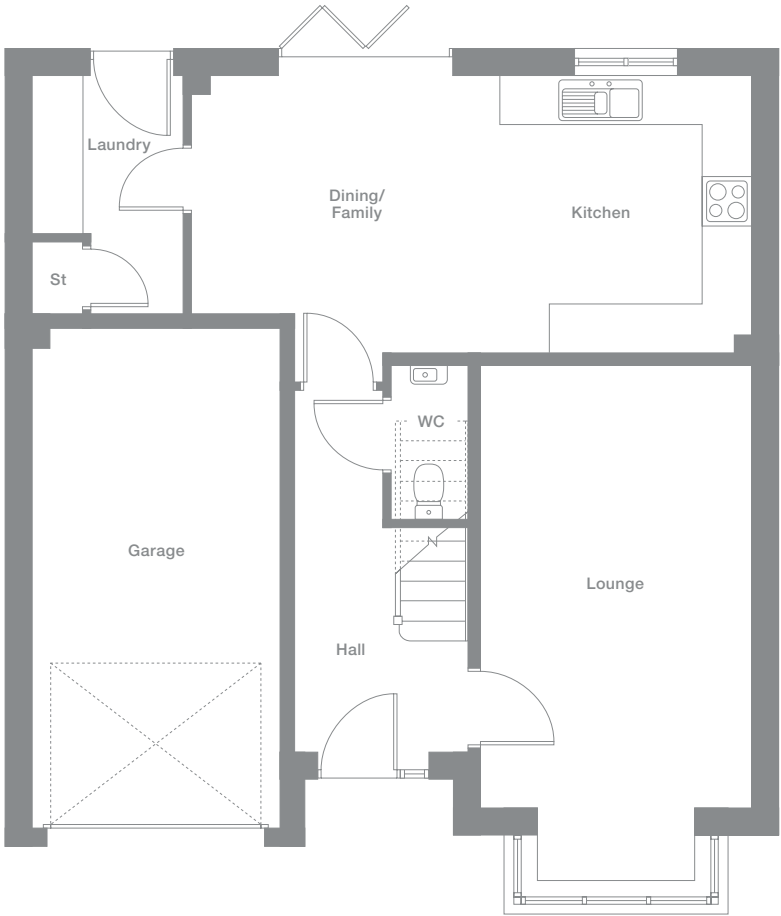 Laundry
Dining/
Family
Kitchen
St
WC
Garage
Lounge
Hall